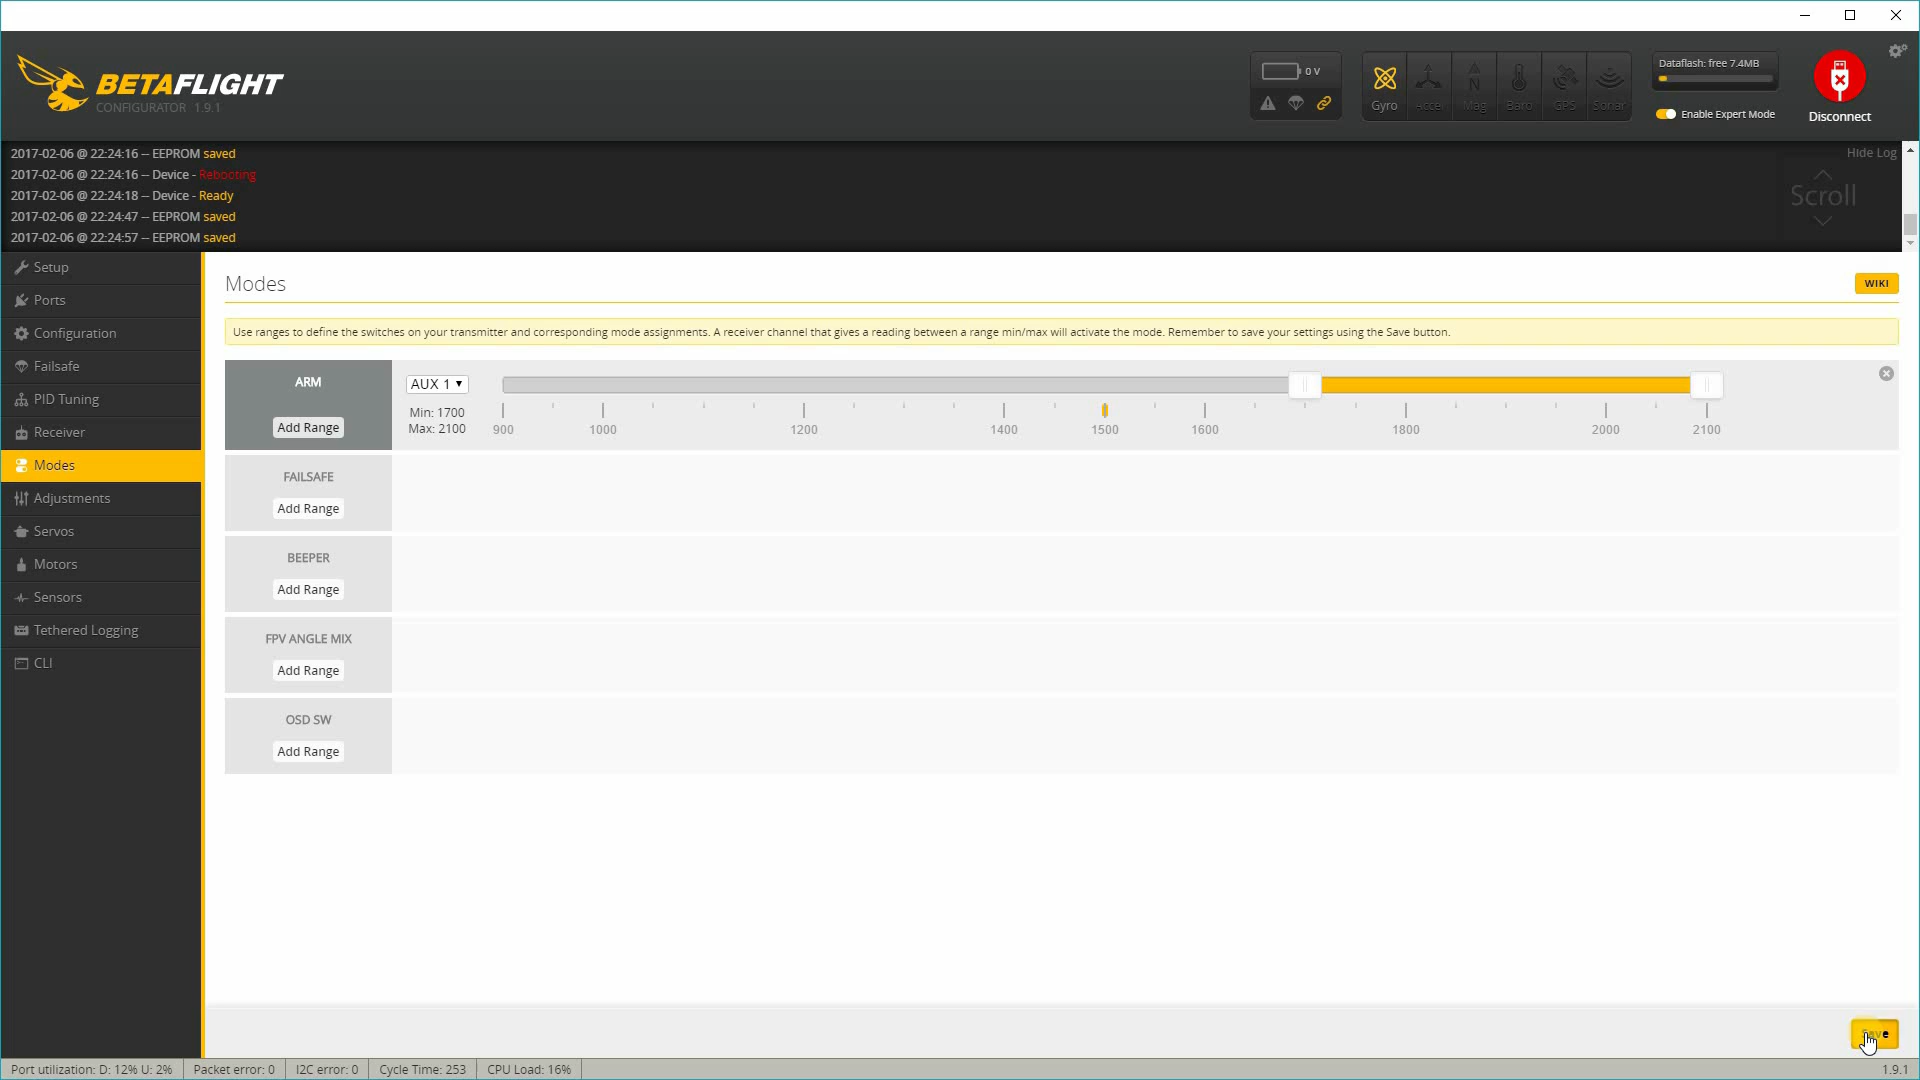 BETAFLIGHT
CONFIGURATOR 1.9.1
0 V
Gyro Accel Mag Baro GPS Sonar
Dataflash: free 7.4MB
Enable Expert Mode
Disconnect
2017-02-06 @ 22:24:16 -- EEPROM saved
2017-02-06 @ 22:24:16 -- Device - Rebooting
2017-02-06 @ 22:24:18 -- Device - Ready
2017-02-06 @ 22:24:47 -- EEPROM saved
2017-02-06 @ 22:24:57 -- EEPROM saved
Hide Log
Scroll
Setup
Ports
Configuration
Failsafe
PID Tuning
Receiver
Modes
Adjustments
Servos
Motors
Sensors
Tethered Logging
CLI
Modes
WIKI
Use ranges to define the switches on your transmitter and corresponding mode assignments. A receiver channel that gives a reading between a range min/max will activate the mode. Remember to save your settings using the Save button.
ARM
Add Range
AUX 1
Min: 1700
Max: 2100
900 1000 1200 1400 1500 1600 1800 2000 2100
FAILSAFE
Add Range
BEEPER
Add Range
FPV ANGLE MIX
Add Range
OSD SW
Add Range
Save
Port utilization: D: 12% U: 2% Packet error: 0 I2C error: 0 Cycle Time: 253 CPU Load: 16% 1.9.1